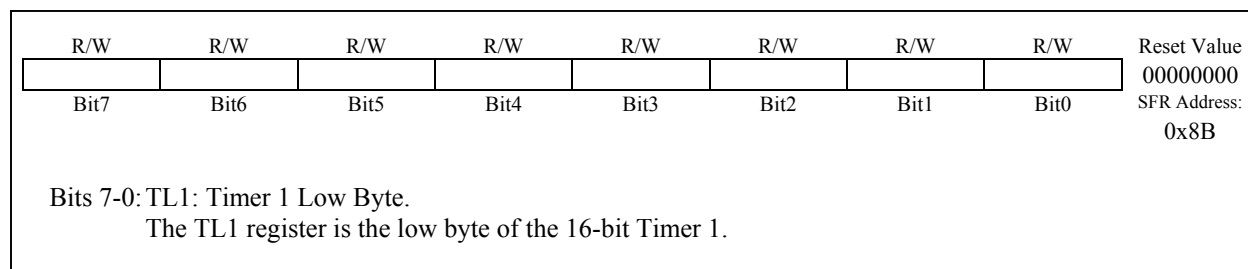 R/W R/W R/W R/W R/W R/W R/W R/W Reset Value
00000000
Bit7 Bit6 Bit5 Bit4 Bit3 Bit2 Bit1 Bit0 SFR Address:
0x8B
Bits 7-0: TL1: Timer 1 Low Byte.
The TL1 register is the low byte of the 16-bit Timer 1.